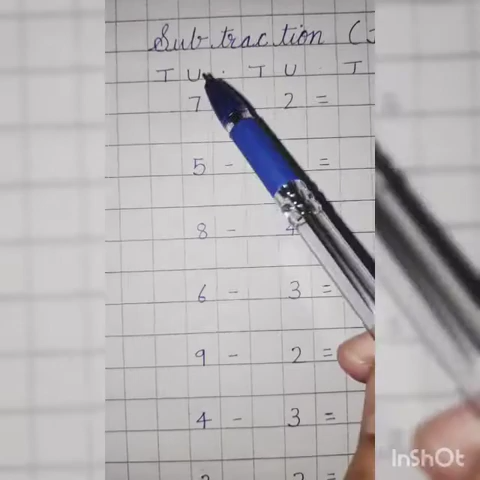 Subtraction (
T U . T U . T
7 2 =
5 - =
8 - 4
6 - 3 =
9 - 2 =
4 - 3 =
InShOt